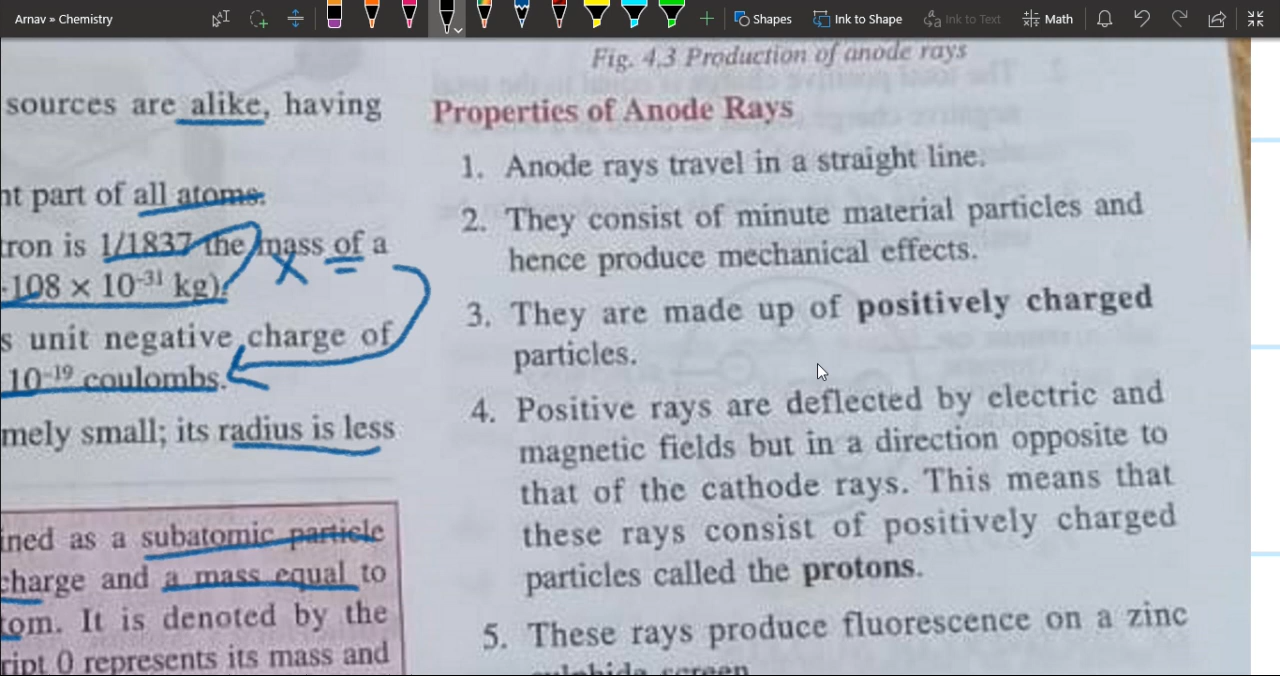 Arnav » Chemistry
Shapes
Ink to Shape
Ink to Text
Math
sources are alike, having
nt part of all atoms.
tron is 1/1837 the mass of a
108 × 10⁻³¹ kg).
s unit negative charge of
10⁻¹⁹ coulombs.
mely small; its radius is less
ined as a subatomic particle
charge and a mass equal to
om. It is denoted by the
ript 0 represents its mass and
Fig. 4.3 Production of anode rays
Properties of Anode Rays
1. Anode rays travel in a straight line.
2. They consist of minute material particles and
hence produce mechanical effects.
3. They are made up of positively charged
particles.
4. Positive rays are deflected by electric and
magnetic fields but in a direction opposite to
that of the cathode rays. This means that
these rays consist of positively charged
particles called the protons.
5. These rays produce fluorescence on a zinc
sulphide screen